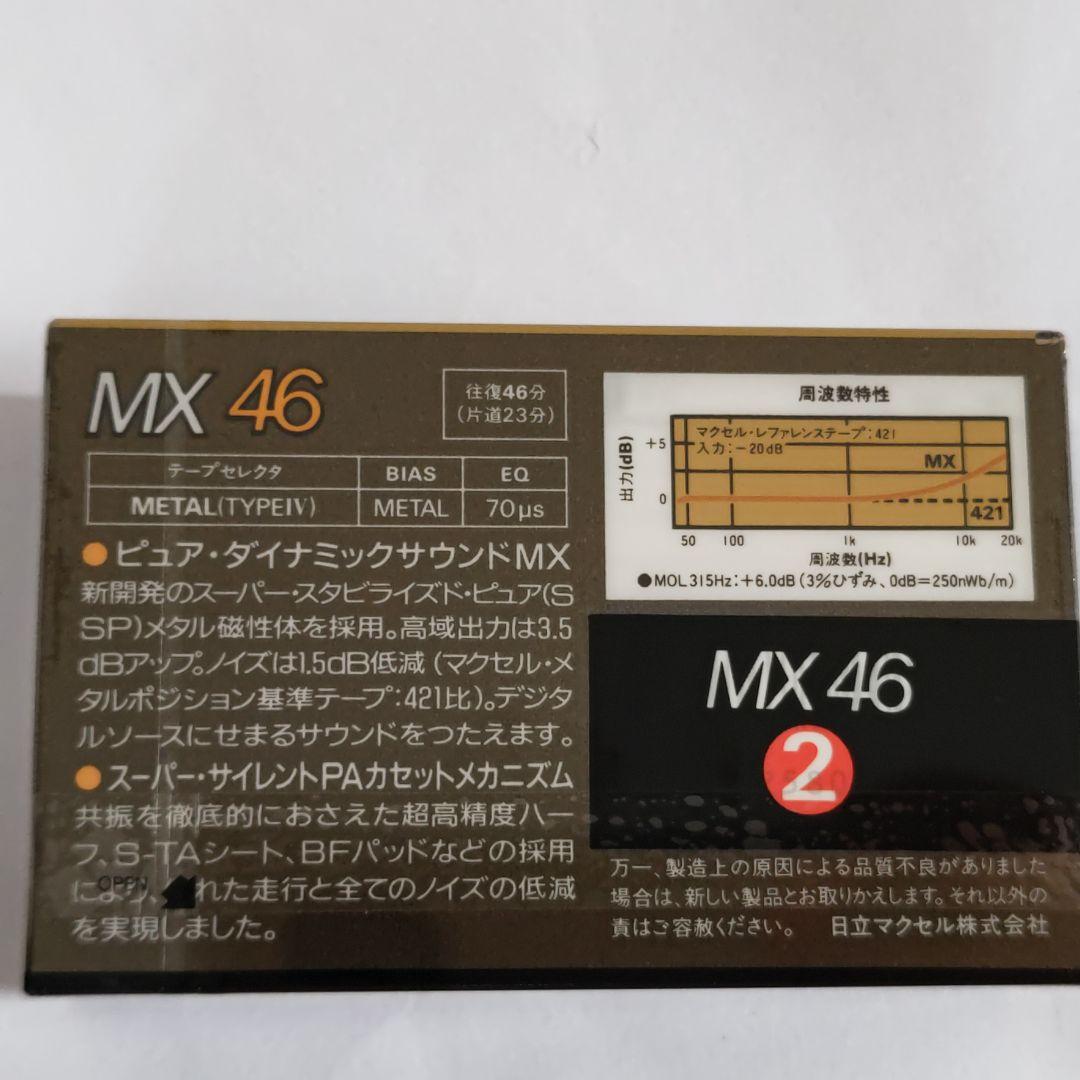 MX 46
往復46分
(片道23分)
テープセレクタ BIAS EQ
METAL(TYPEⅣ) METAL 70μs
● ピュア・ダイナミックサウンドMX
新開発のスーパー・スタビライズド・ピュア(S
SP)メタル磁性体を採用。高域出力は3.5
dBアップ。ノイズは1.5dB低減(マクセル・メ
タルポジション基準テープ:421比)。デジタ
ルソースにせまるサウンドをつたえます。
● スーパー・サイレントPAカセットメカニズム
共振を徹底的におさえた超高精度ハー
フ、S-TAシート、BFパッドなどの採用
により、れた走行と全てのノイズの低減
を実現しました。
OPEN
周波数特性
マクセル・レファレンステープ:421
入力:-20dB
出力(dB)
+5
0
MX
421
50 100 1k 10k 20k
周波数(Hz)
●MOL315Hz:+6.0dB(3%ひずみ、0dB=250nWb/m)
MX 46
2
万一、製造上の原因による品質不良がありました
場合は、新しい製品とお取りかえします。それ以外の
責はご容赦ください。 日立マクセル株式会社